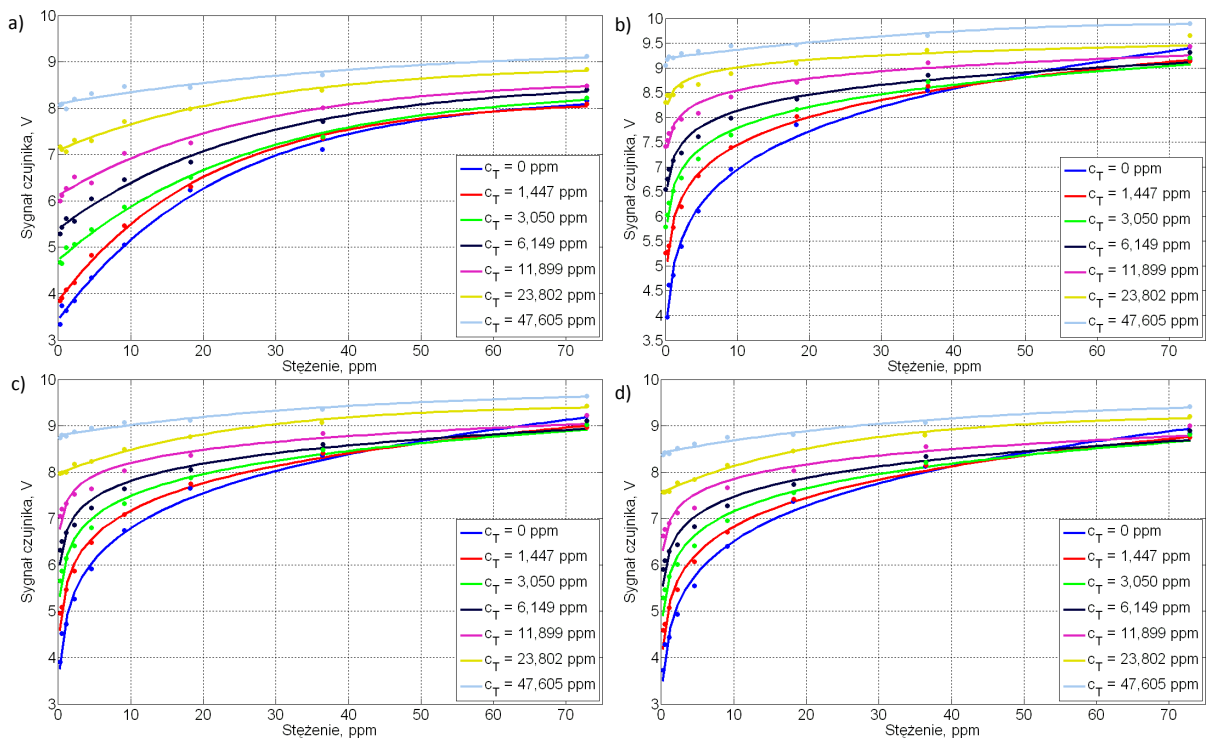 a)
10
9
8
7
6
5
4
3
Sygnał czujnika, V
c_T = 0 ppm
c_T = 1,447 ppm
c_T = 3,050 ppm
c_T = 6,149 ppm
c_T = 11,899 ppm
c_T = 23,802 ppm
c_T = 47,605 ppm
0 10 20 30 40 50 60 70
Stężenie, ppm
b)
10
9.5
9
8.5
8
7.5
7
6.5
6
5.5
5
4.5
4
3.5
Sygnał czujnika, V
c_T = 0 ppm
c_T = 1,447 ppm
c_T = 3,050 ppm
c_T = 6,149 ppm
c_T = 11,899 ppm
c_T = 23,802 ppm
c_T = 47,605 ppm
0 10 20 30 40 50 60 70
Stężenie, ppm
c)
10
9
8
7
6
5
4
3
Sygnał czujnika, V
c_T = 0 ppm
c_T = 1,447 ppm
c_T = 3,050 ppm
c_T = 6,149 ppm
c_T = 11,899 ppm
c_T = 23,802 ppm
c_T = 47,605 ppm
0 10 20 30 40 50 60 70
Stężenie, ppm
d)
10
9
8
7
6
5
4
3
Sygnał czujnika, V
c_T = 0 ppm
c_T = 1,447 ppm
c_T = 3,050 ppm
c_T = 6,149 ppm
c_T = 11,899 ppm
c_T = 23,802 ppm
c_T = 47,605 ppm
0 10 20 30 40 50 60 70
Stężenie, ppm